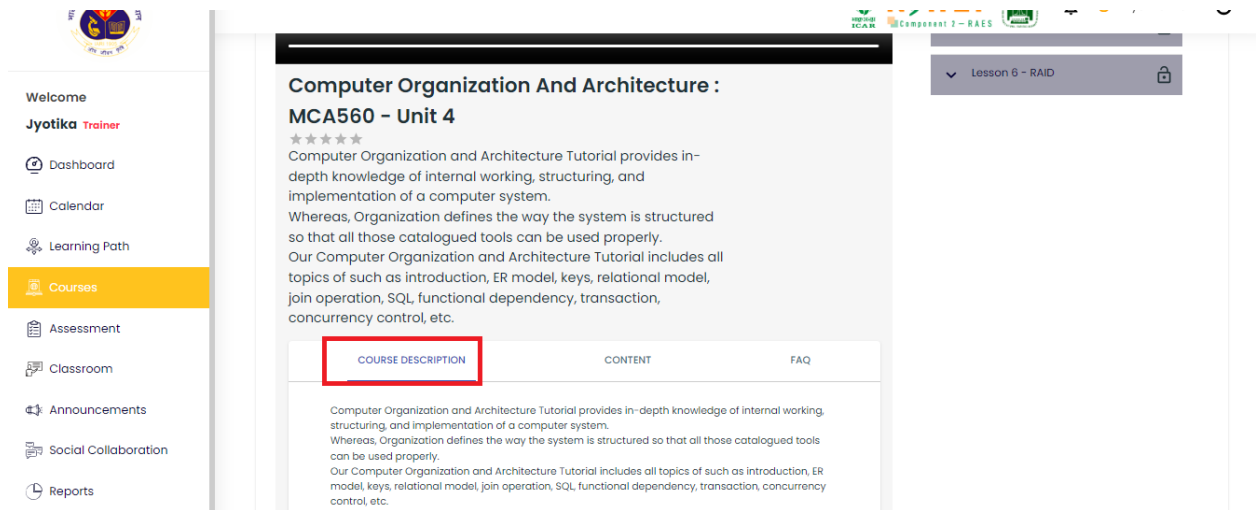 ICAR
Component 2 – RAES
Welcome
Jyotika Trainer
Dashboard
Calendar
Learning Path
Courses
Assessment
Classroom
Announcements
Social Collaboration
Reports
Computer Organization And Architecture :
MCA560 - Unit 4
Computer Organization and Architecture Tutorial provides in-
depth knowledge of internal working, structuring, and
implementation of a computer system.
Whereas, Organization defines the way the system is structured
so that all those catalogued tools can be used properly.
Our Computer Organization and Architecture Tutorial includes all
topics of such as introduction, ER model, keys, relational model,
join operation, SQL, functional dependency, transaction,
concurrency control, etc.
COURSE DESCRIPTION CONTENT FAQ
Computer Organization and Architecture Tutorial provides in-depth knowledge of internal working,
structuring, and implementation of a computer system.
Whereas, Organization defines the way the system is structured so that all those catalogued tools
can be used properly.
Our Computer Organization and Architecture Tutorial includes all topics of such as introduction, ER
model, keys, relational model, join operation, SQL, functional dependency, transaction, concurrency
control, etc.
Lesson 6 - RAID